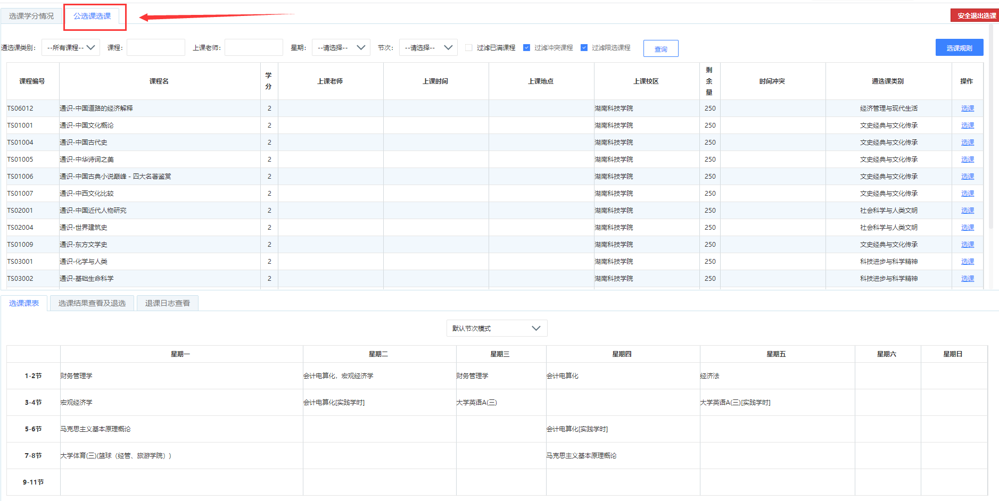 选课学分情况 公选课选课 安全退出选课
通选课类别： --所有课程-- 课程： 上课老师： 星期： --请选择-- 节次： --请选择-- 过滤已满课程 过滤冲突课程 过滤限选课程 查询 选课规则
课程编号 课程名 学分 上课老师 上课时间 上课地点 上课校区 剩余量 时间冲突 通选课类别 操作
TS06012 通识-中国道路的经济解释 2 湖南科技学院 250 经济管理与现代生活 选课
TS01001 通识-中国文化概论 2 湖南科技学院 250 文史经典与文化传承 选课
TS01004 通识-中国古代史 2 湖南科技学院 250 文史经典与文化传承 选课
TS01005 通识-中华诗词之美 2 湖南科技学院 250 文史经典与文化传承 选课
TS01006 通识-中国古典小说巅峰 - 四大名著鉴赏 2 湖南科技学院 250 文史经典与文化传承 选课
TS01007 通识-中西文化比较 2 湖南科技学院 250 文史经典与文化传承 选课
TS02001 通识-中国近代人物研究 2 湖南科技学院 250 社会科学与人类文明 选课
TS02004 通识-世界建筑史 2 湖南科技学院 250 社会科学与人类文明 选课
TS01009 通识-东方文学史 2 湖南科技学院 250 文史经典与文化传承 选课
TS03001 通识-化学与人类 2 湖南科技学院 250 科技进步与科学精神 选课
TS03002 通识-基础生命科学 2 湖南科技学院 250 科技进步与科学精神 选课
选课课表 选课结果查看及退选 退课日志查看
默认节次模式
星期一 星期二 星期三 星期四 星期五 星期六 星期日
1-2节 财务管理学 会计电算化，宏观经济学 财务管理学 会计电算化 经济法
3-4节 宏观经济学 会计电算化[实践学时] 大学英语A(三) 大学英语A(三)[实践学时]
5-6节 马克思主义基本原理概论 会计电算化[实践学时]
7-8节 大学体育(三)(篮球（经管、旅游学院）) 马克思主义基本原理概论
9-11节